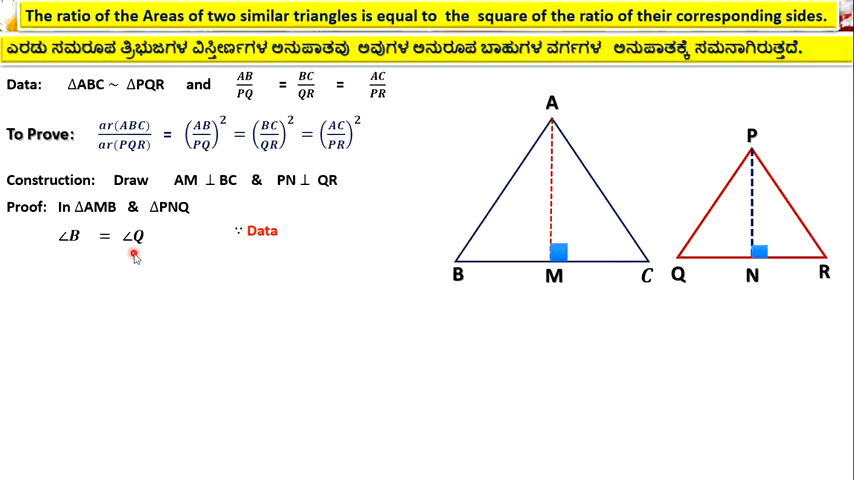 The ratio of the Areas of two similar triangles is equal to the square of the ratio of their corresponding sides.
ಎರಡು ಸಮರೂಪ ತ್ರಿಭುಜಗಳ ವಿಸ್ತೀರ್ಣಗಳ ಅನುಪಾತವು ಅವುಗಳ ಅನುರೂಪ ಬಾಹುಗಳ ವರ್ಗಗಳ ಅನುಪಾತಕ್ಕೆ ಸಮನಾಗಿರುತ್ತದೆ.
Data: ΔABC ~ ΔPQR and AB/PQ = BC/QR = AC/PR
To Prove: ar(ABC)/ar(PQR) = (AB/PQ)² = (BC/QR)² = (AC/PR)²
Construction: Draw AM ⊥ BC & PN ⊥ QR
Proof: In ΔAMB & ΔPNQ
∠B = ∠Q ∵ Data
A
B M C
P
Q N R